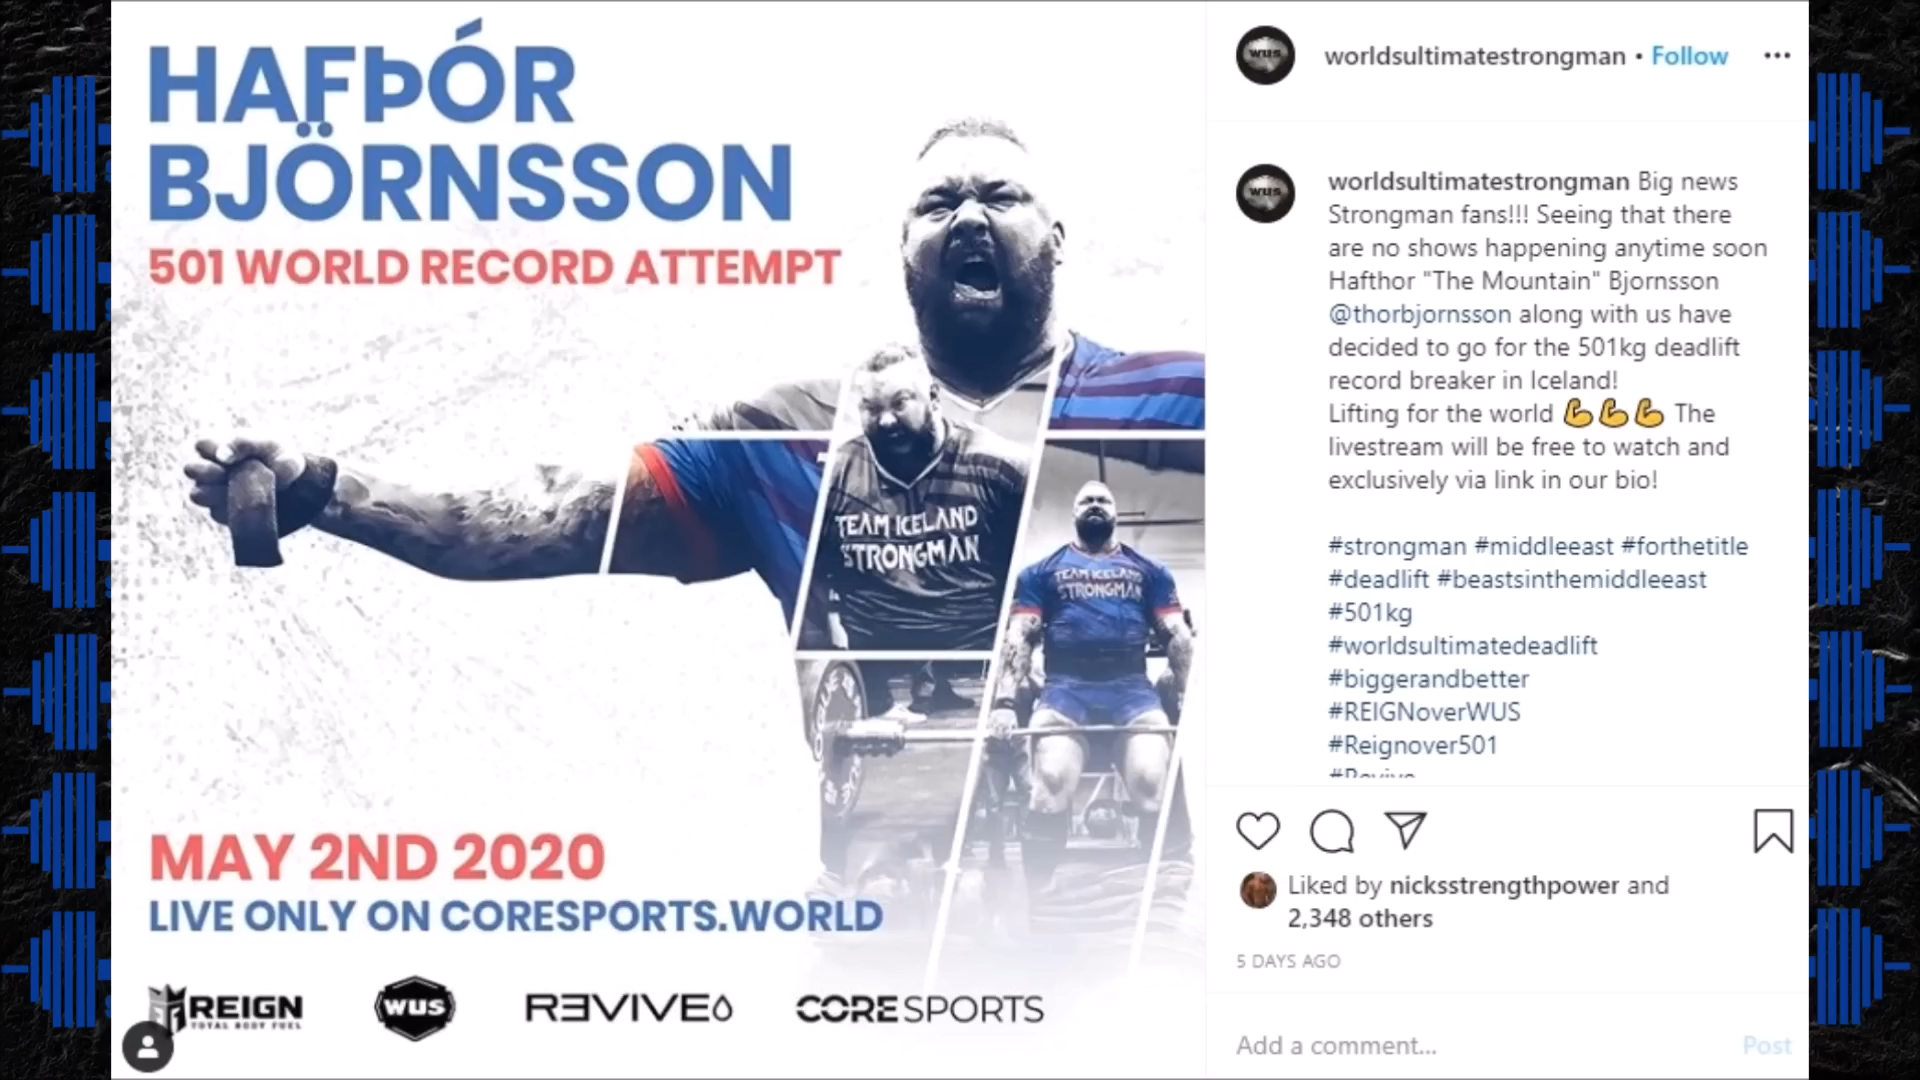 HAFÞÓR
BJÖRNSSON
501 WORLD RECORD ATTEMPT
TEAM ICELAND
STRONGMAN
TEAM ICELAND
STRONGMAN
MAY 2ND 2020
LIVE ONLY ON CORESPORTS.WORLD
REIGN
TOTAL BODY FUEL
WUS
REVIVE
CORESPORTS
WUS
worldsultimatestrongman • Follow
WUS
worldsultimatestrongman Big news
Strongman fans!!! Seeing that there
are no shows happening anytime soon
Hafthor "The Mountain" Bjornsson
@thorbjornsson along with us have
decided to go for the 501kg deadlift
record breaker in Iceland!
Lifting for the world 💪💪💪 The
livestream will be free to watch and
exclusively via link in our bio!
#strongman #middleeast #forthetitle
#deadlift #beastsinthemiddleeast
#501kg
#worldsultimatedeadlift
#biggerandbetter
#REIGNoverWUS
#Reignover501
#Revive
Liked by nicksstrengthpower and
2,348 others
5 DAYS AGO
Add a comment...
Post